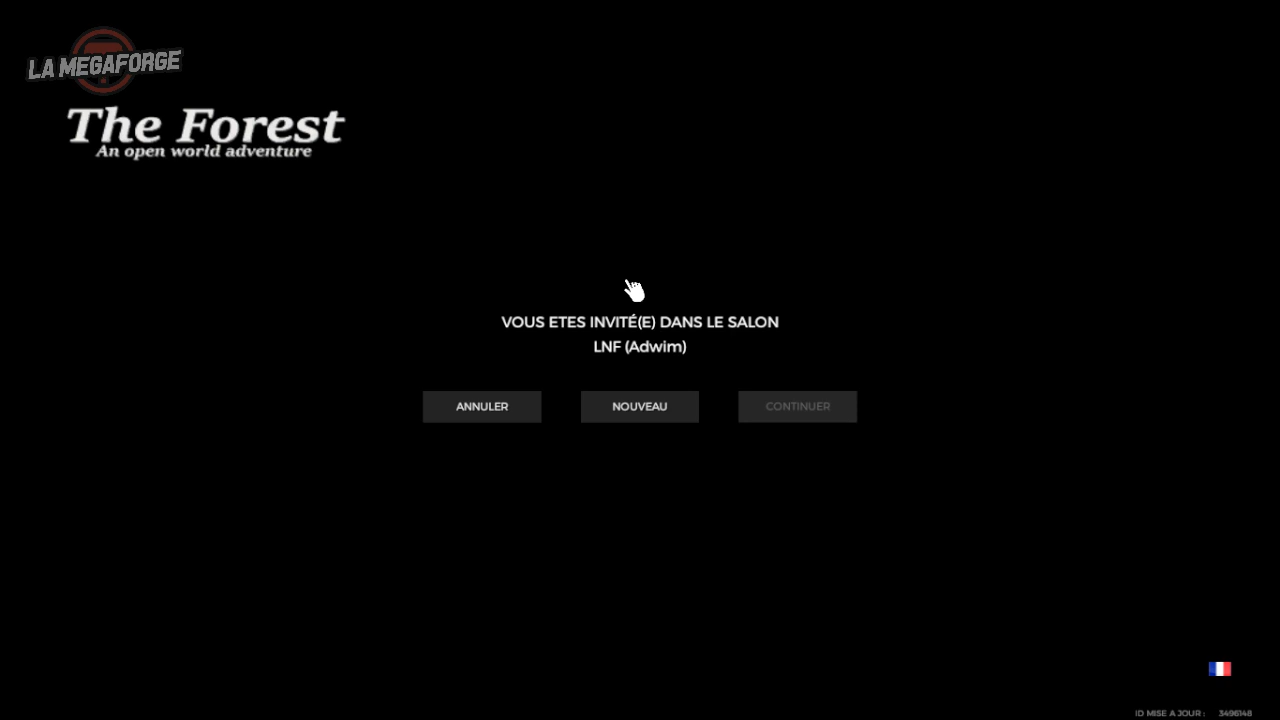 LA MEGAFORGE
The Forest
An open world adventure
VOUS ETES INVITÉ(E) DANS LE SALON
LNF (Adwim)
ANNULER
NOUVEAU
CONTINUER
ID MISE A JOUR : 3496148